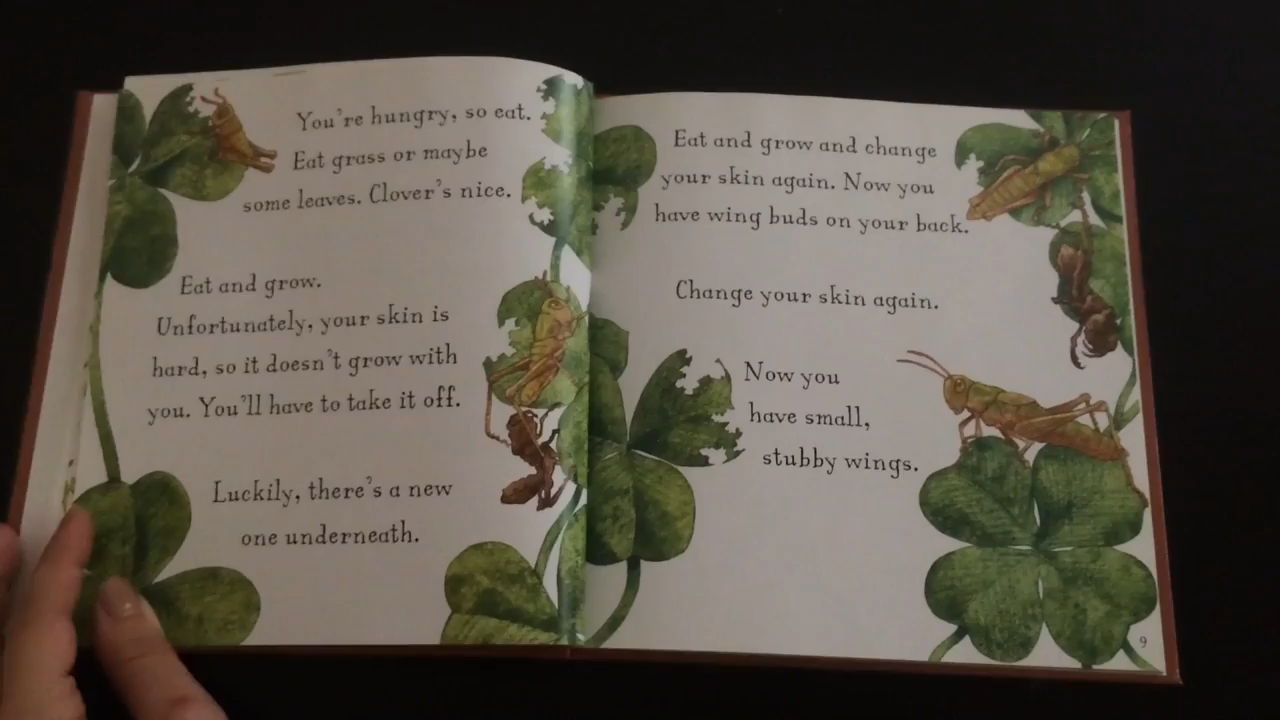 You're hungry, so eat.
Eat grass or maybe
some leaves. Clover's nice.
Eat and grow.
Unfortunately, your skin is
hard, so it doesn't grow with
you. You'll have to take it off.
Luckily, there's a new
one underneath.
Eat and grow and change
your skin again. Now you
have wing buds on your back.
Change your skin again.
Now you
have small,
stubby wings.
9